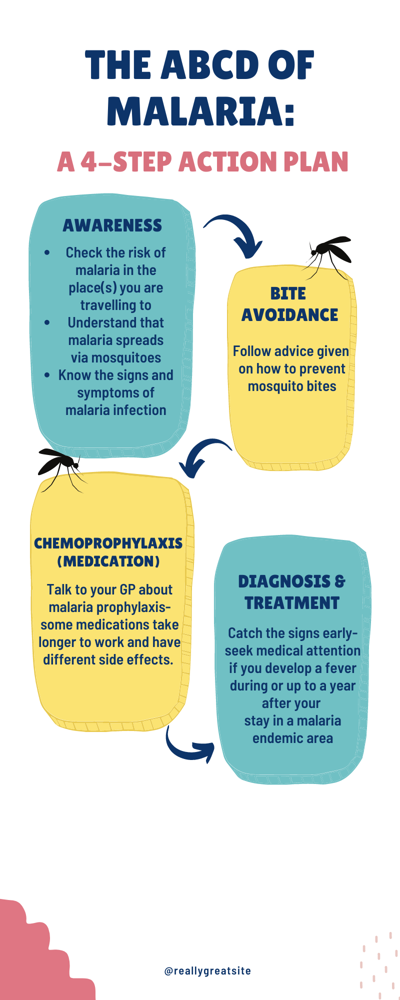 THE ABCD OF
MALARIA:
A 4-STEP ACTION PLAN
AWARENESS
• Check the risk of
malaria in the
place(s) you are
travelling to
• Understand that
malaria spreads
via mosquitoes
• Know the signs and
symptoms of
malaria infection
BITE
AVOIDANCE
Follow advice given
on how to prevent
mosquito bites
CHEMOPROPHYLAXIS
(MEDICATION)
Talk to your GP about
malaria prophylaxis-
some medications take
longer to work and have
different side effects.
DIAGNOSIS &
TREATMENT
Catch the signs early-
seek medical attention
if you develop a fever
during or up to a year
after your
stay in a malaria
endemic area
@reallygreatsite